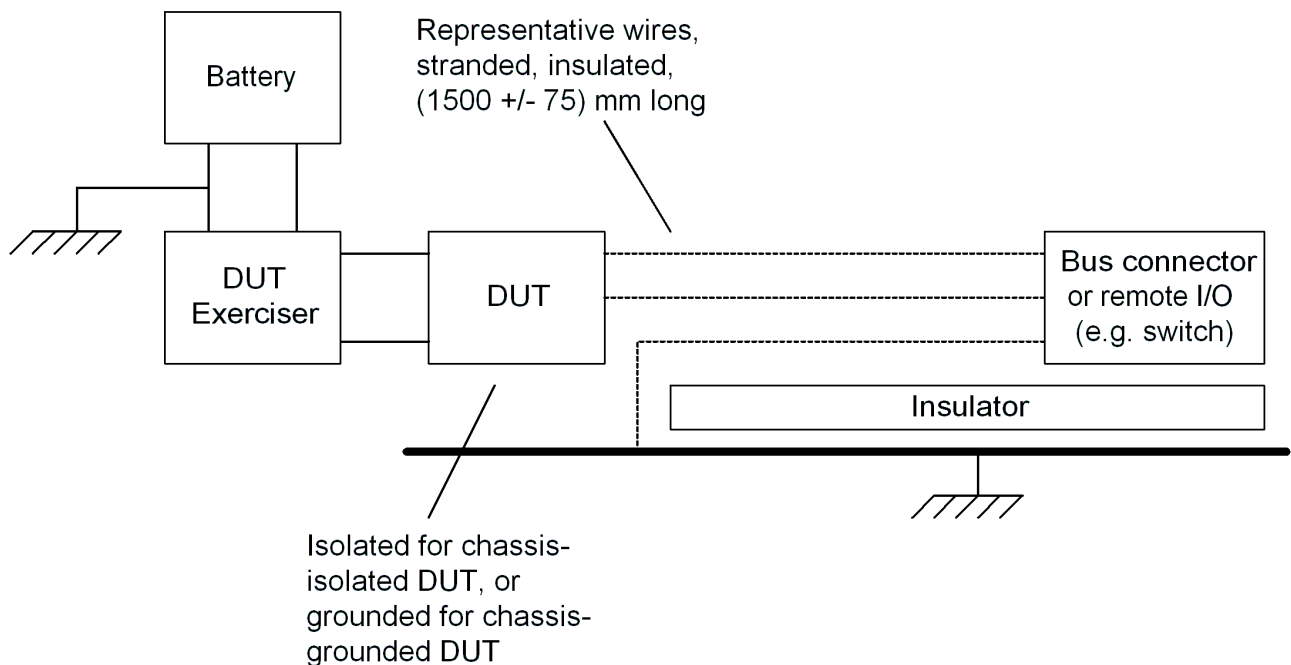 Battery
Representative wires,
stranded, insulated,
(1500 +/- 75) mm long
DUT
Exerciser
DUT
Bus connector
or remote I/O
(e.g. switch)
Insulator
Isolated for chassis-
isolated DUT, or
grounded for chassis-
grounded DUT